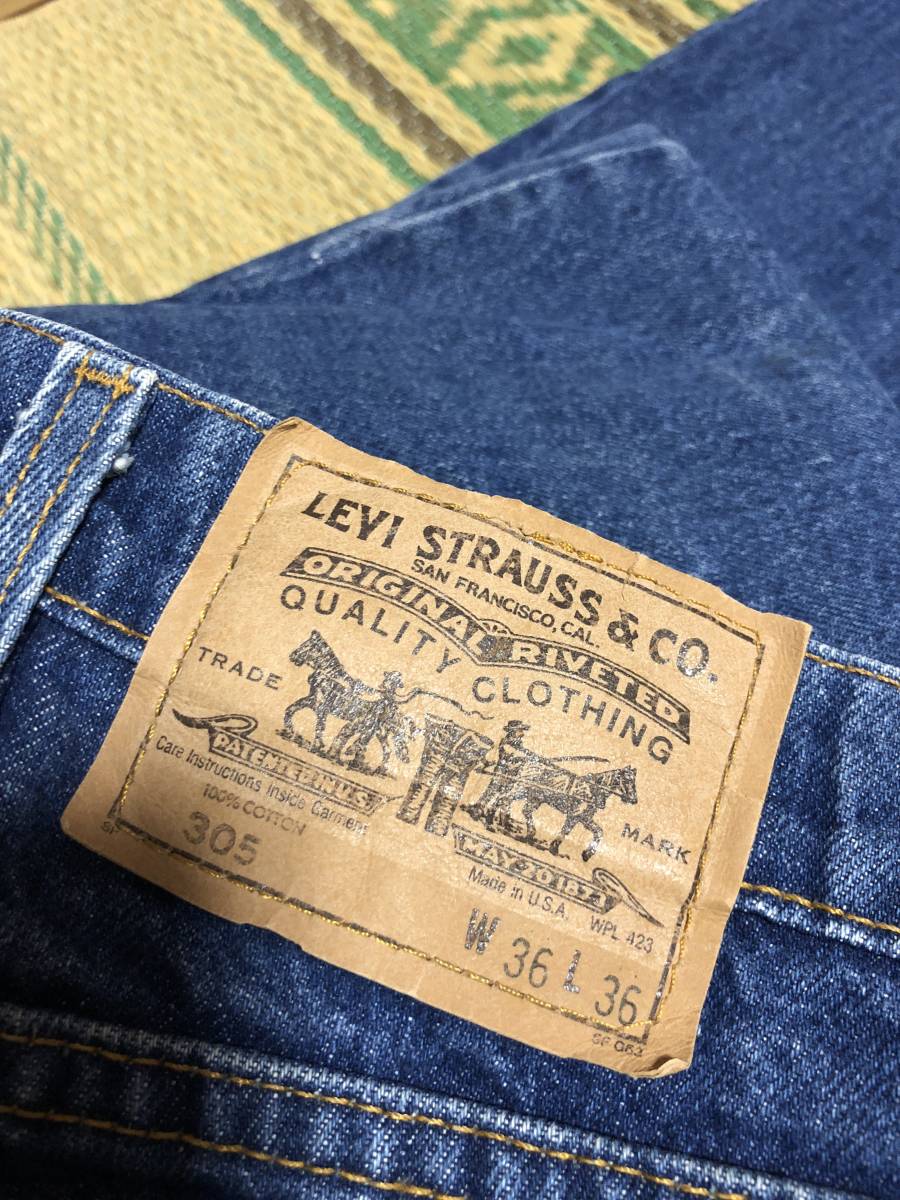 LEVI STRAUSS & CO.
SAN FRANCISCO, CAL.
ORIGINAL RIVETED
QUALITY CLOTHING
TRADE MARK
PATENTED IN U.S.
MAY 20 1873
Care Instructions Inside Garment
100% COTTON
Made in U.S.A. WPL 423
305
W 36 L 36
SF